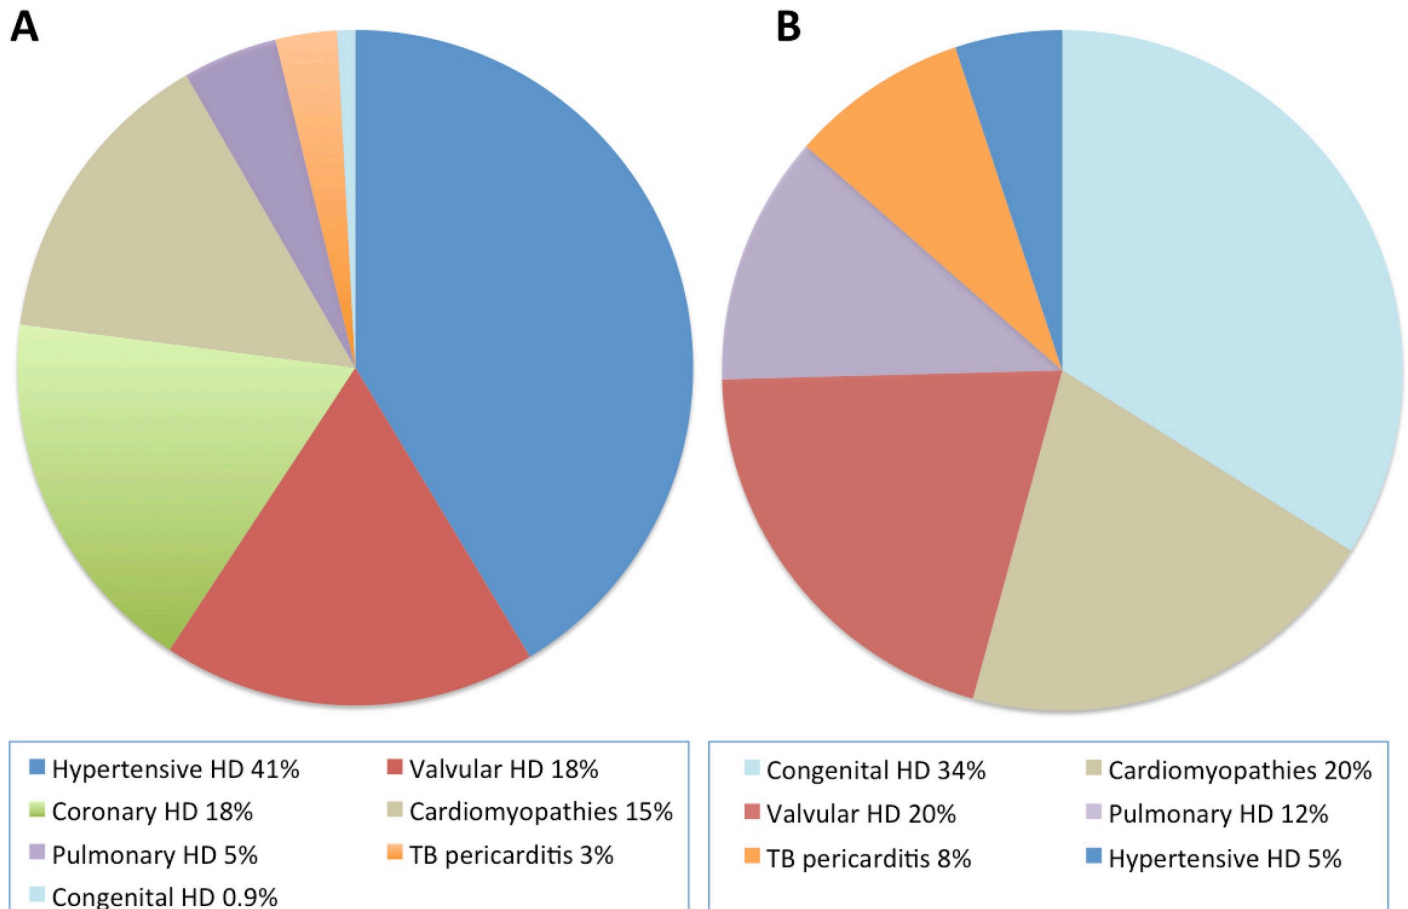 A
B
Hypertensive HD 41%
Valvular HD 18%
Coronary HD 18%
Cardiomyopathies 15%
Pulmonary HD 5%
TB pericarditis 3%
Congenital HD 0.9%
Congenital HD 34%
Cardiomyopathies 20%
Valvular HD 20%
Pulmonary HD 12%
TB pericarditis 8%
Hypertensive HD 5%